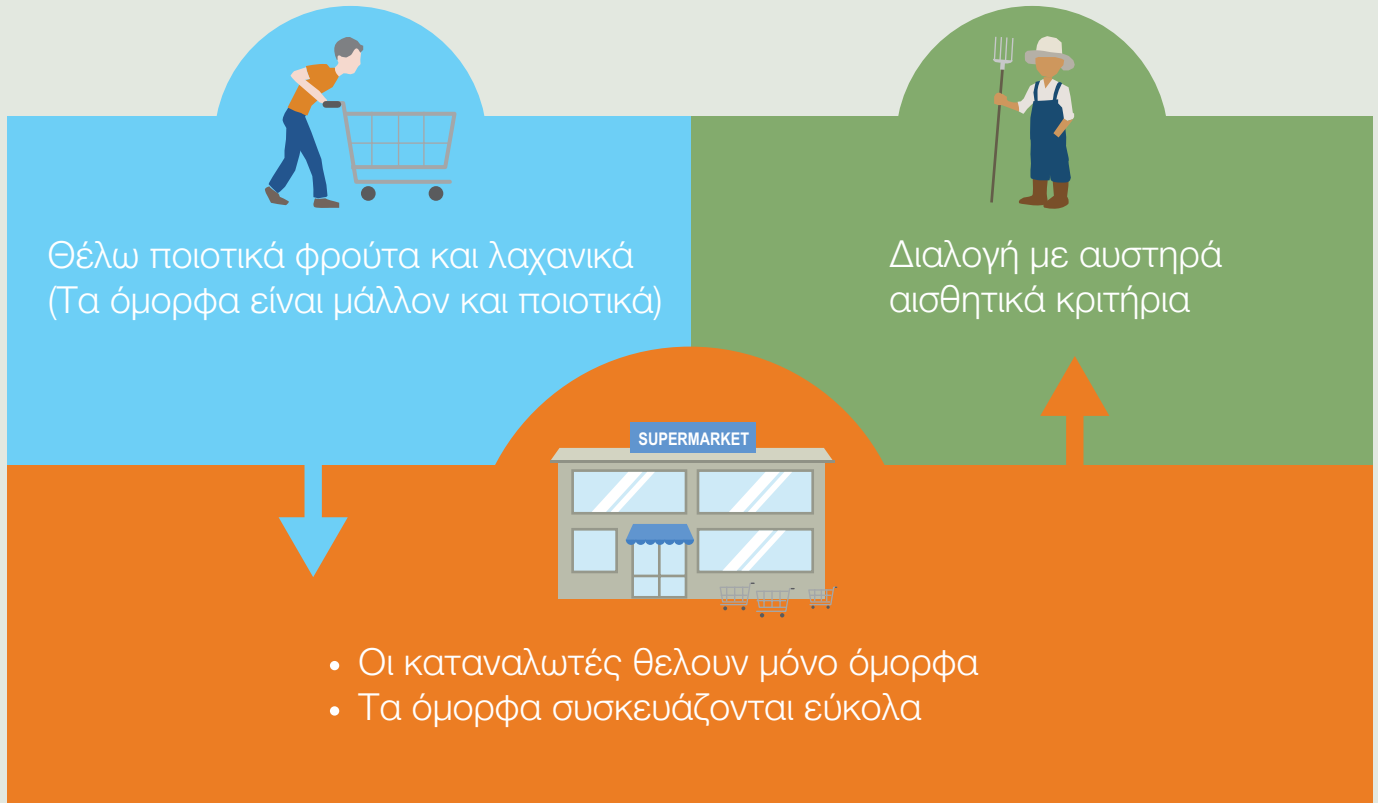 Θέλω ποιοτικά φρούτα και λαχανικά
(Τα όμορφα είναι μάλλον και ποιοτικά)
Διαλογή με αυστηρά
αισθητικά κριτήρια
SUPERMARKET
• Οι καταναλωτές θελουν μόνο όμορφα
• Τα όμορφα συσκευάζονται εύκολα